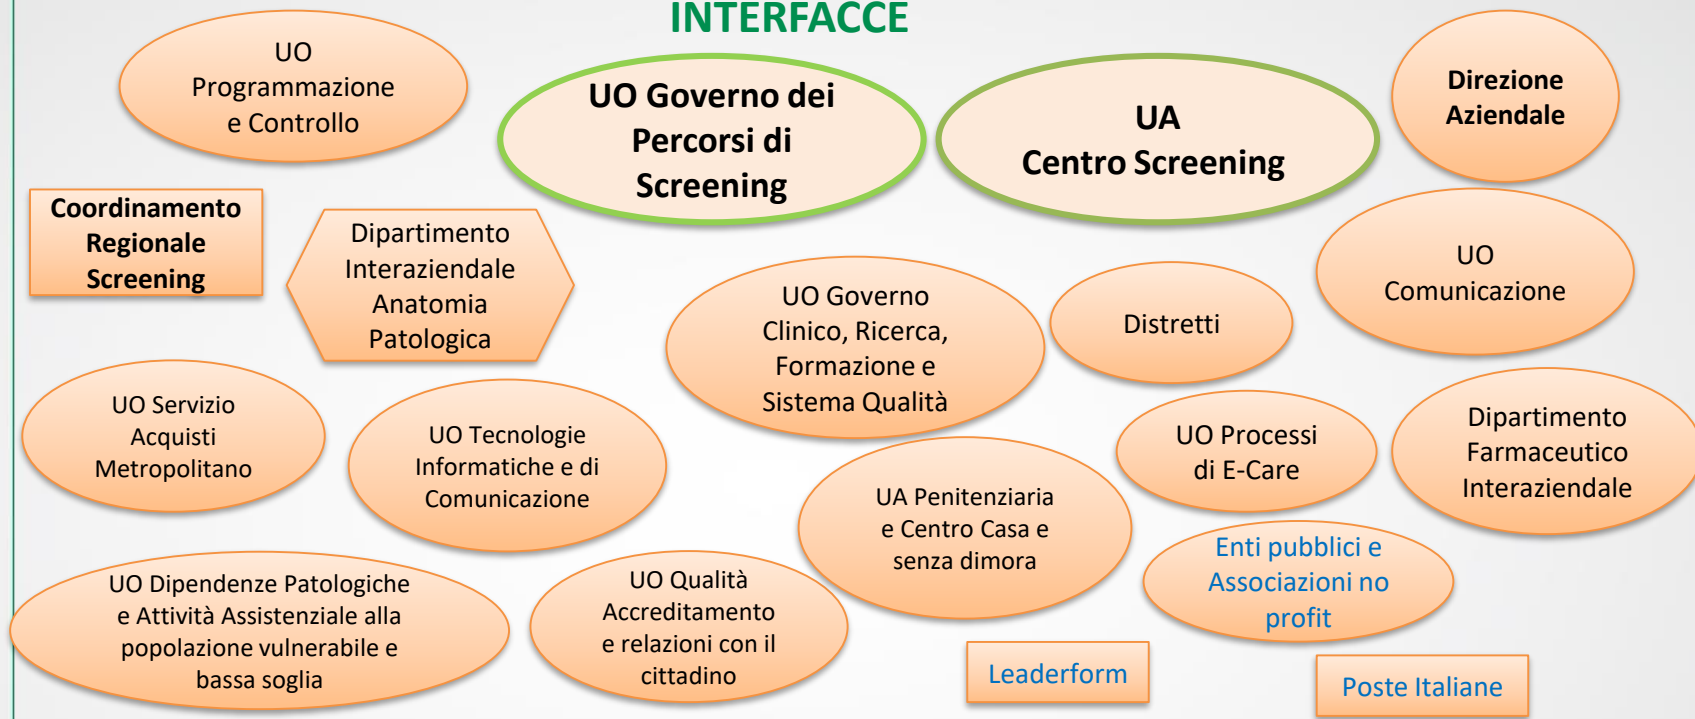 INTERFACCE
UO
Programmazione
e Controllo
UO Governo dei
Percorsi di
Screening
UA
Centro Screening
Direzione
Aziendale
Coordinamento
Regionale
Screening
Dipartimento
Interaziendale
Anatomia
Patologica
UO Governo
Clinico, Ricerca,
Formazione e
Sistema Qualità
Distretti
UO
Comunicazione
UO Servizio
Acquisti
Metropolitano
UO Tecnologie
Informatiche e di
Comunicazione
UO Processi
di E-Care
Dipartimento
Farmaceutico
Interaziendale
UA Penitenziaria
e Centro Casa e
senza dimora
Enti pubblici e
Associazioni no
profit
UO Dipendenze Patologiche
e Attività Assistenziale alla
popolazione vulnerabile e
bassa soglia
UO Qualità
Accreditamento
e relazioni con il
cittadino
Leaderform
Poste Italiane